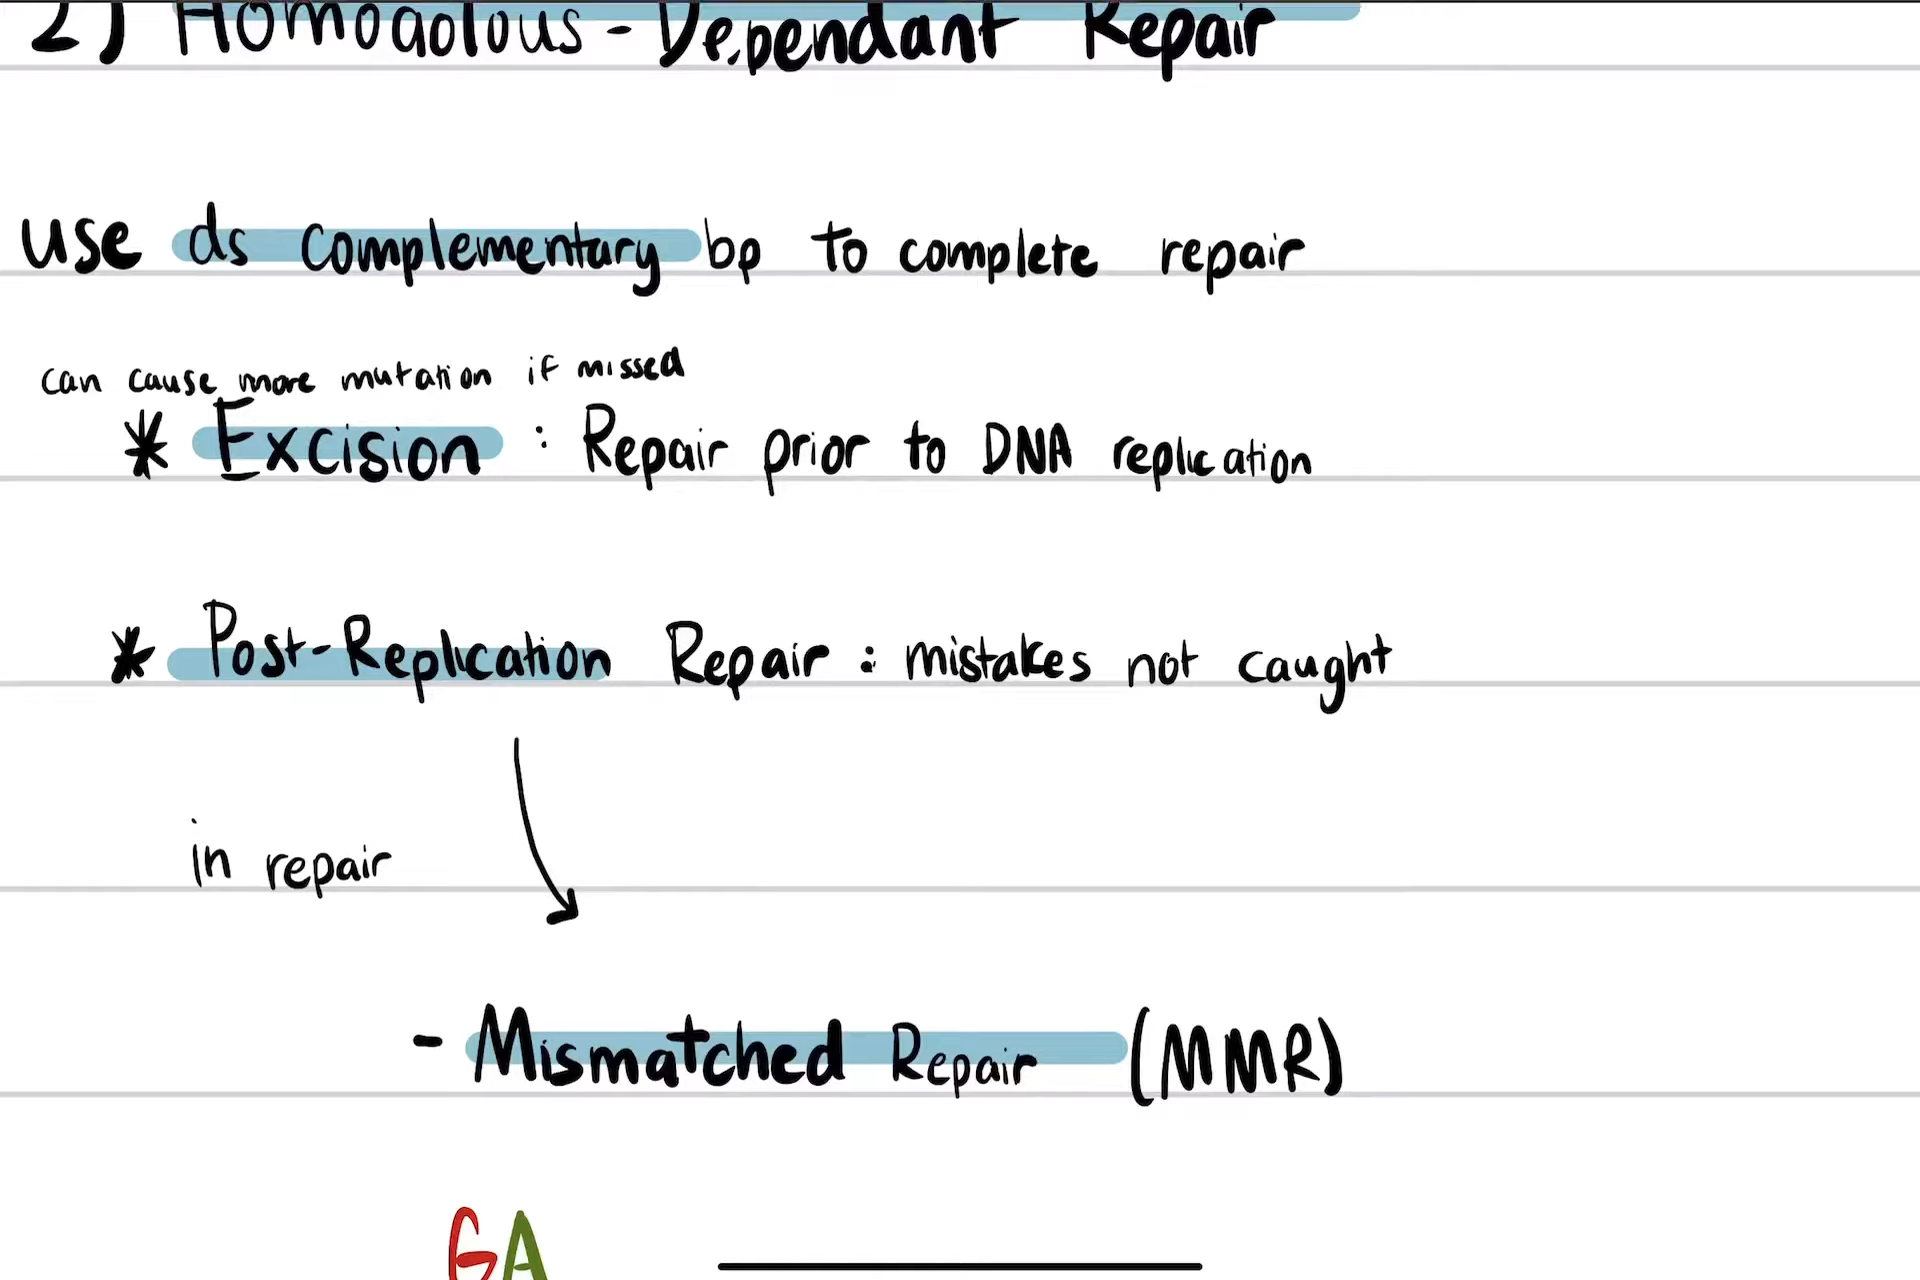 2) Homogolous-Dependant Repair
use ds complementary bp to complete repair
can cause more mutation if missed
* Excision : Repair prior to DNA replication
* Post-Replication Repair : mistakes not caught
in repair
- Mismatched Repair (MMR)
GA